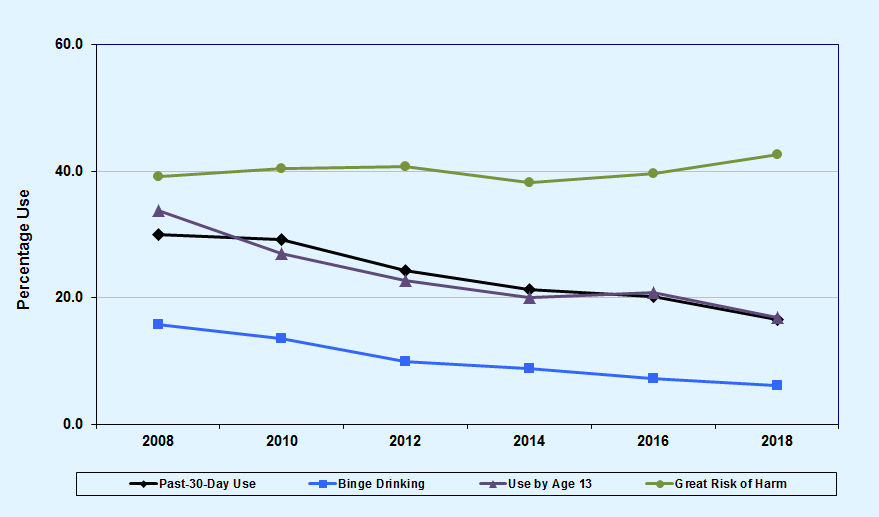 60.0
40.0
20.0
0.0
Percentage Use
2008 2010 2012 2014 2016 2018
Past-30-Day Use Binge Drinking Use by Age 13 Great Risk of Harm